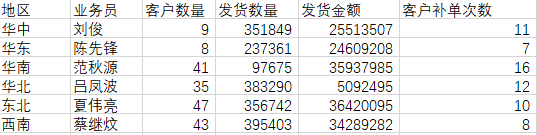 地区 业务员 客户数量 发货数量 发货金额 客户补单次数
华中 刘俊 9 351849 25513507 11
华东 陈先锋 8 237361 24609208 7
华南 范秋源 41 97675 35937985 16
华北 吕凤波 35 383290 5092495 12
东北 夏伟亮 47 356742 36420095 10
西南 蔡继炆 43 395403 34289282 8